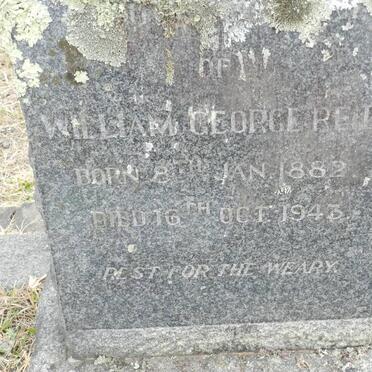 OF
WILLIAM GEORGE
BORN 8TH JAN 1882
DIED 16TH OCT 1943.
REST FOR THE WEARY.